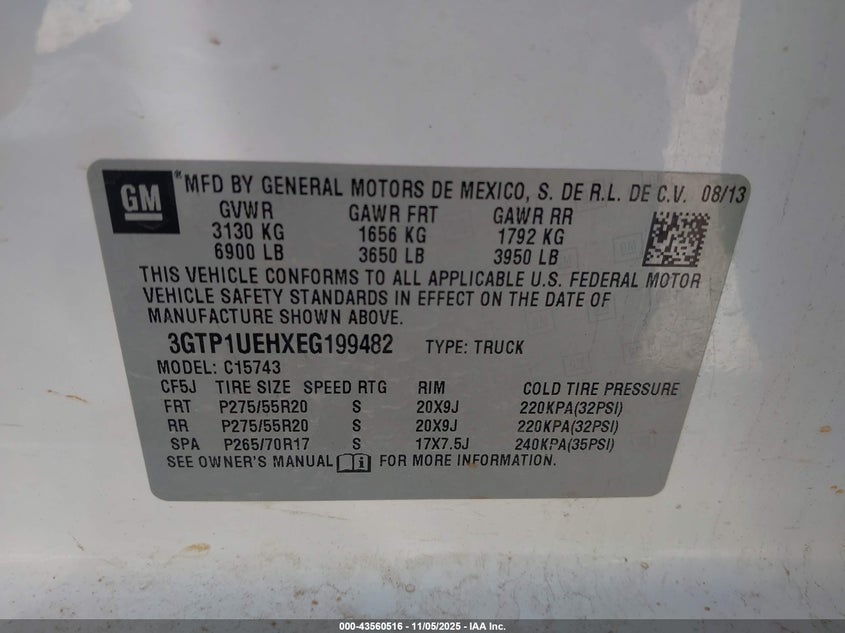 GM ®MFD BY GENERAL MOTORS DE MEXICO, S. DE R.L. DE C.V. 08/13
GVWR GAWR FRT GAWR RR
3130 KG 1656 KG 1792 KG
6900 LB 3650 LB 3950 LB
THIS VEHICLE CONFORMS TO ALL APPLICABLE U.S. FEDERAL MOTOR
VEHICLE SAFETY STANDARDS IN EFFECT ON THE DATE OF
MANUFACTURE SHOWN ABOVE.
3GTP1UEHXEG199482 TYPE: TRUCK
MODEL: C15743
CF5J TIRE SIZE SPEED RTG RIM COLD TIRE PRESSURE
FRT P275/55R20 S 20X9J 220KPA(32PSI)
RR P275/55R20 S 20X9J 220KPA(32PSI)
SPA P265/70R17 S 17X7.5J 240KPA(35PSI)
SEE OWNER'S MANUAL FOR MORE INFORMATION.
000-43560516 - 11/05/2025 - IAA Inc.